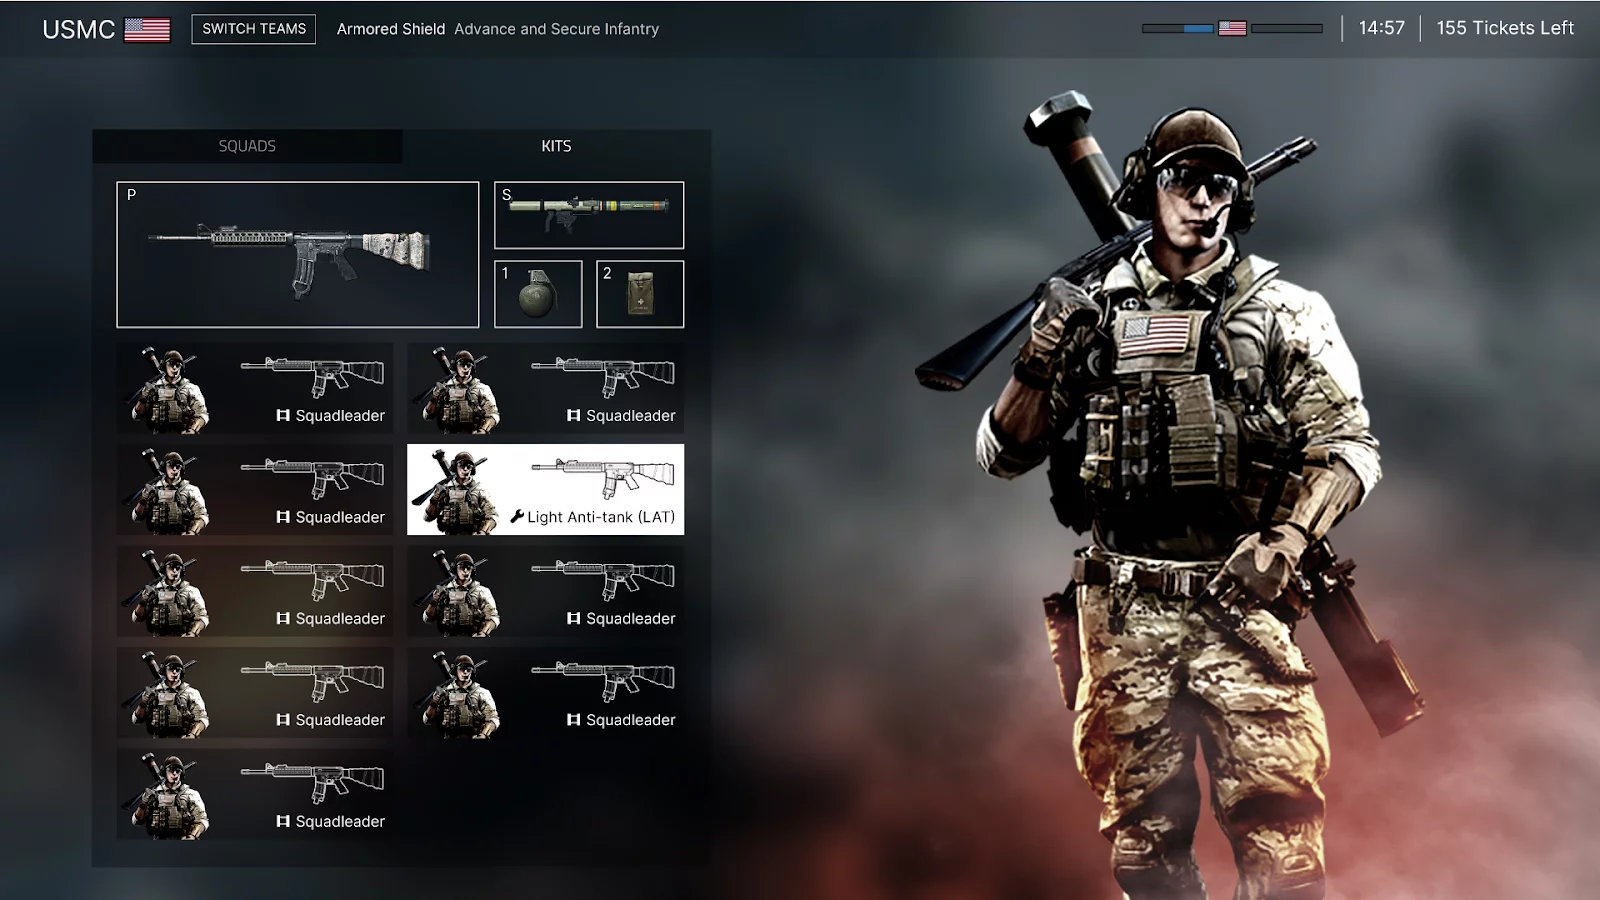 USMC
SWITCH TEAMS
Armored Shield Advance and Secure Infantry
14:57
155 Tickets Left
SQUADS
KITS
P
S
1
2
Squadleader
Squadleader
Squadleader
Light Anti-tank (LAT)
Squadleader
Squadleader
Squadleader
Squadleader
Squadleader